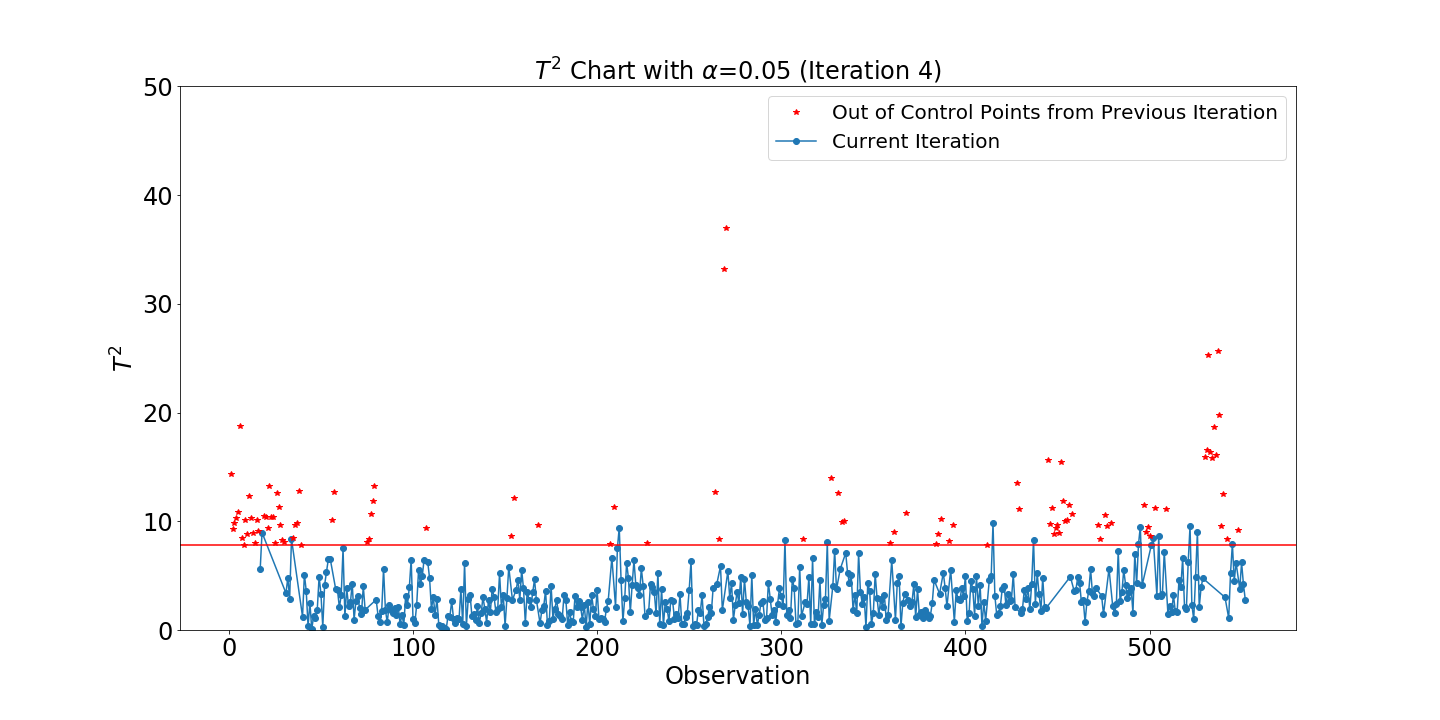 T² Chart with α=0.05 (Iteration 4)
Out of Control Points from Previous Iteration
Current Iteration
T²
50
40
30
20
10
0
0 100 200 300 400 500
Observation